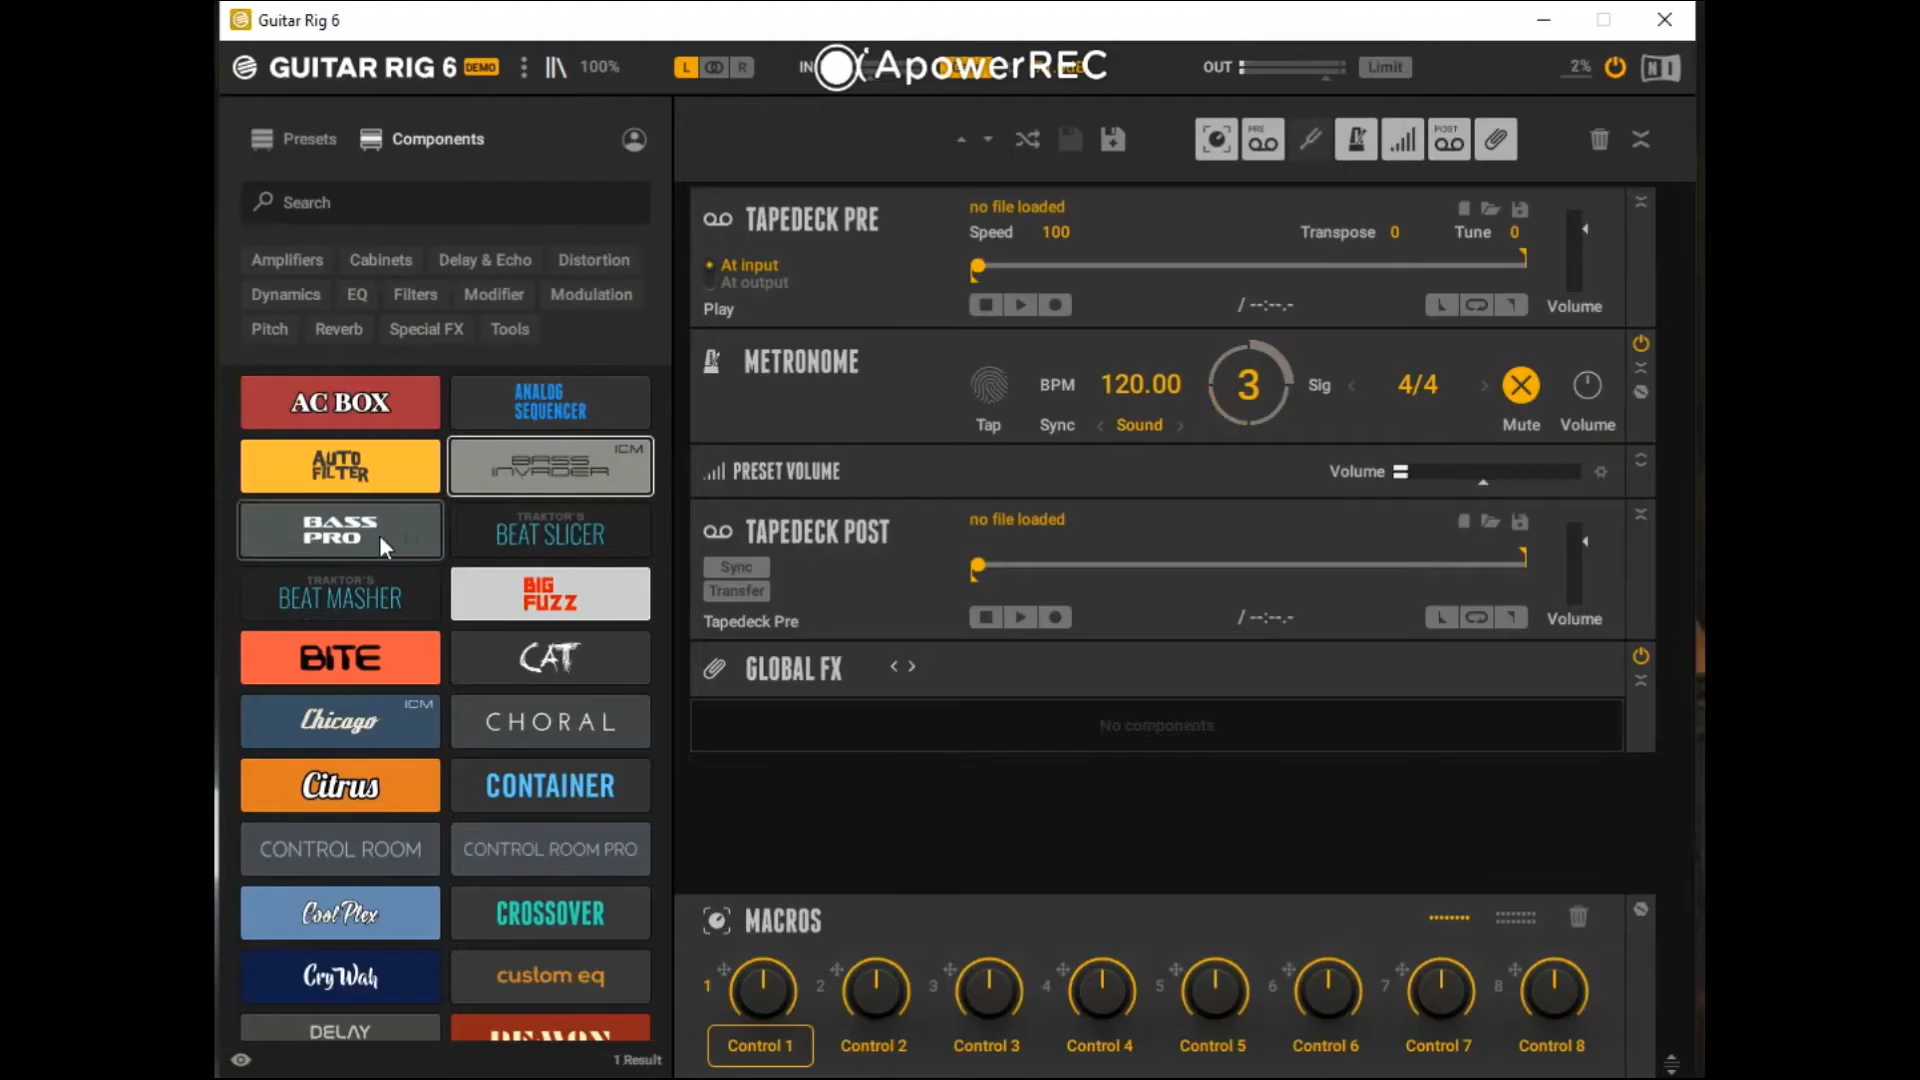 Guitar Rig 6
GUITAR RIG 6 DEMO
100%
L
R
IN
ApowerREC
OUT
Limit
2%
Presets
Components
PRE
POST
Search
Amplifiers
Cabinets
Delay & Echo
Distortion
Dynamics
EQ
Filters
Modifier
Modulation
Pitch
Reverb
Special FX
Tools
AC BOX
ANALOG
SEQUENCER
AUTO
FILTER
BASS
INVADER
ICM
BASS
PRO
TRAKTOR'S
BEAT SLICER
TRAKTOR'S
BEAT MASHER
BIG
FUZZ
BITE
CAT
Chicago
ICM
CHORAL
Citrus
CONTAINER
CONTROL ROOM
CONTROL ROOM PRO
Cool Plex
CROSSOVER
Cry Wah
custom eq
DELAY
DEMON
1 Result
TAPEDECK PRE
no file loaded
Speed 100
Transpose 0
Tune 0
At input
At output
Play
/ --:--.-
Volume
METRONOME
BPM 120.00
3
Sig
4/4
Tap
Sync
Sound
Mute
Volume
PRESET VOLUME
Volume
TAPEDECK POST
no file loaded
Sync
Transfer
Tapedeck Pre
/ --:--.-
Volume
GLOBAL FX
No components
MACROS
1
2
3
4
5
6
7
8
Control 1
Control 2
Control 3
Control 4
Control 5
Control 6
Control 7
Control 8